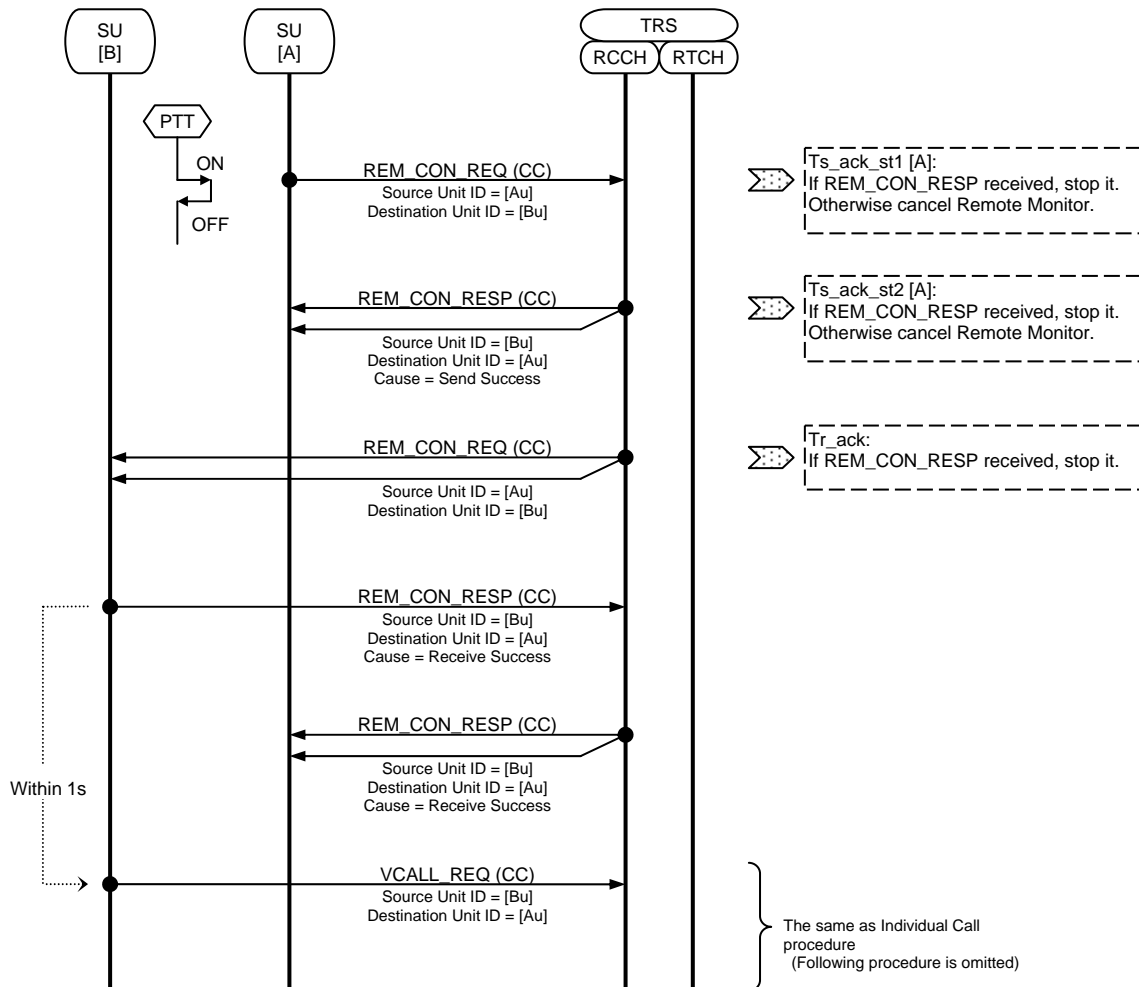 SU
[B]
SU
[A]
TRS
RCCH
RTCH
PTT
ON
OFF
REM_CON_REQ (CC)
Source Unit ID = [Au]
Destination Unit ID = [Bu]
Ts_ack_st1 [A]:
If REM_CON_RESP received, stop it.
Otherwise cancel Remote Monitor.
REM_CON_RESP (CC)
Source Unit ID = [Bu]
Destination Unit ID = [Au]
Cause = Send Success
Ts_ack_st2 [A]:
If REM_CON_RESP received, stop it.
Otherwise cancel Remote Monitor.
REM_CON_REQ (CC)
Source Unit ID = [Au]
Destination Unit ID = [Bu]
Tr_ack:
If REM_CON_RESP received, stop it.
REM_CON_RESP (CC)
Source Unit ID = [Bu]
Destination Unit ID = [Au]
Cause = Receive Success
REM_CON_RESP (CC)
Source Unit ID = [Bu]
Destination Unit ID = [Au]
Cause = Receive Success
Within 1s
VCALL_REQ (CC)
Source Unit ID = [Bu]
Destination Unit ID = [Au]
The same as Individual Call
procedure
(Following procedure is omitted)